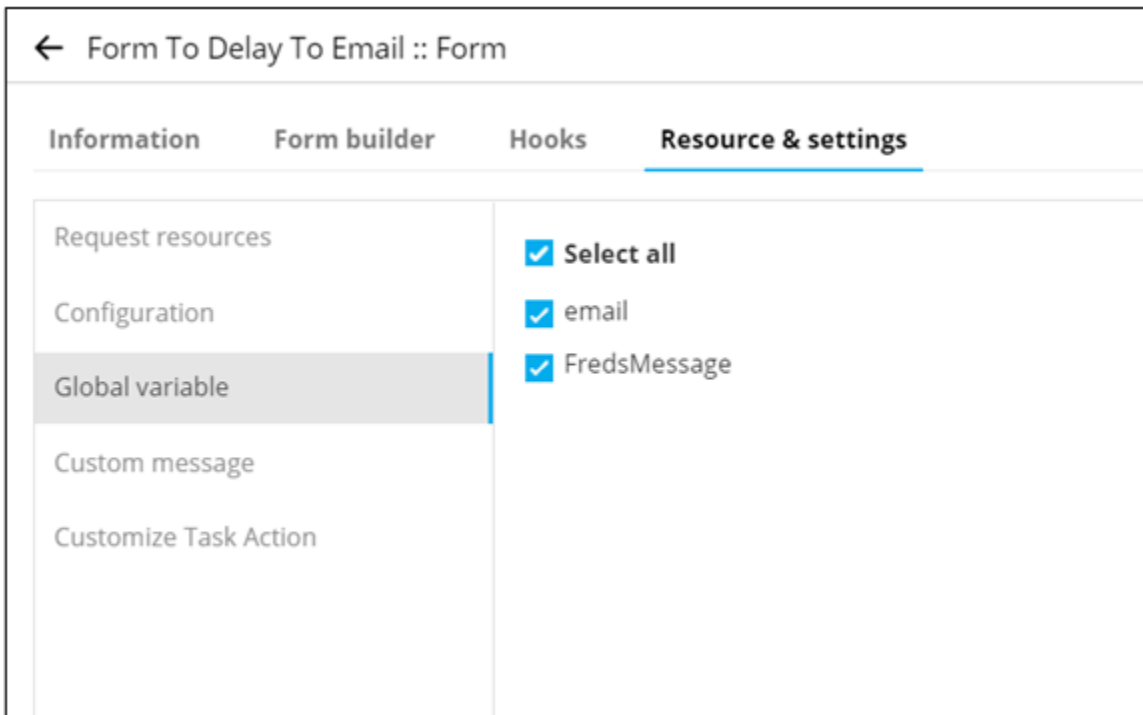 Form To Delay To Email :: Form
Information Form builder Hooks Resource & settings
Request resources
Configuration
Global variable
Custom message
Customize Task Action
Select all
email
FredsMessage